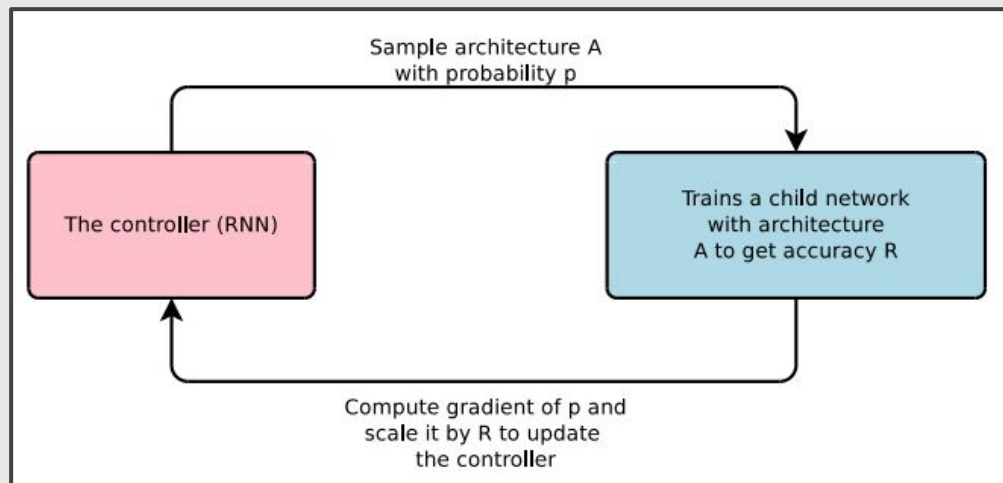 Sample architecture A
with probability p
The controller (RNN)
Trains a child network
with architecture
A to get accuracy R
Compute gradient of p and
scale it by R to update
the controller